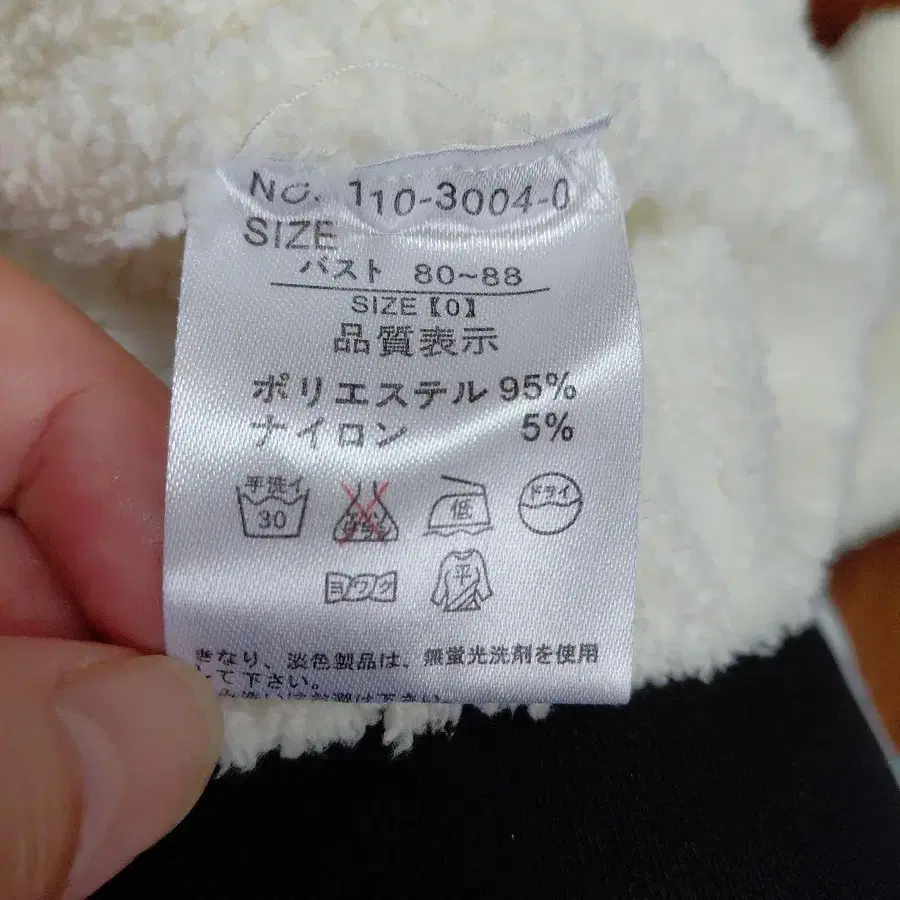 NO. 110-3004-0
SIZE
バスト 80~88
SIZE【0】
品質表示
ポリエステル 95%
ナイロン 5%
手洗イ
30
低
ドライ
ヨワク
平
きなり、淡色製品は、無蛍光洗剤を使用
して下さい。